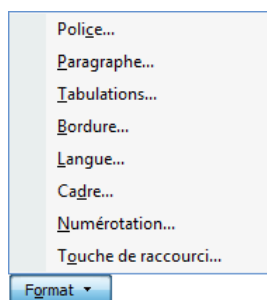 Police...
Paragraphe...
Tabulations...
Bordure...
Langue...
Cadre...
Numérotation...
Touche de raccourci...
Format